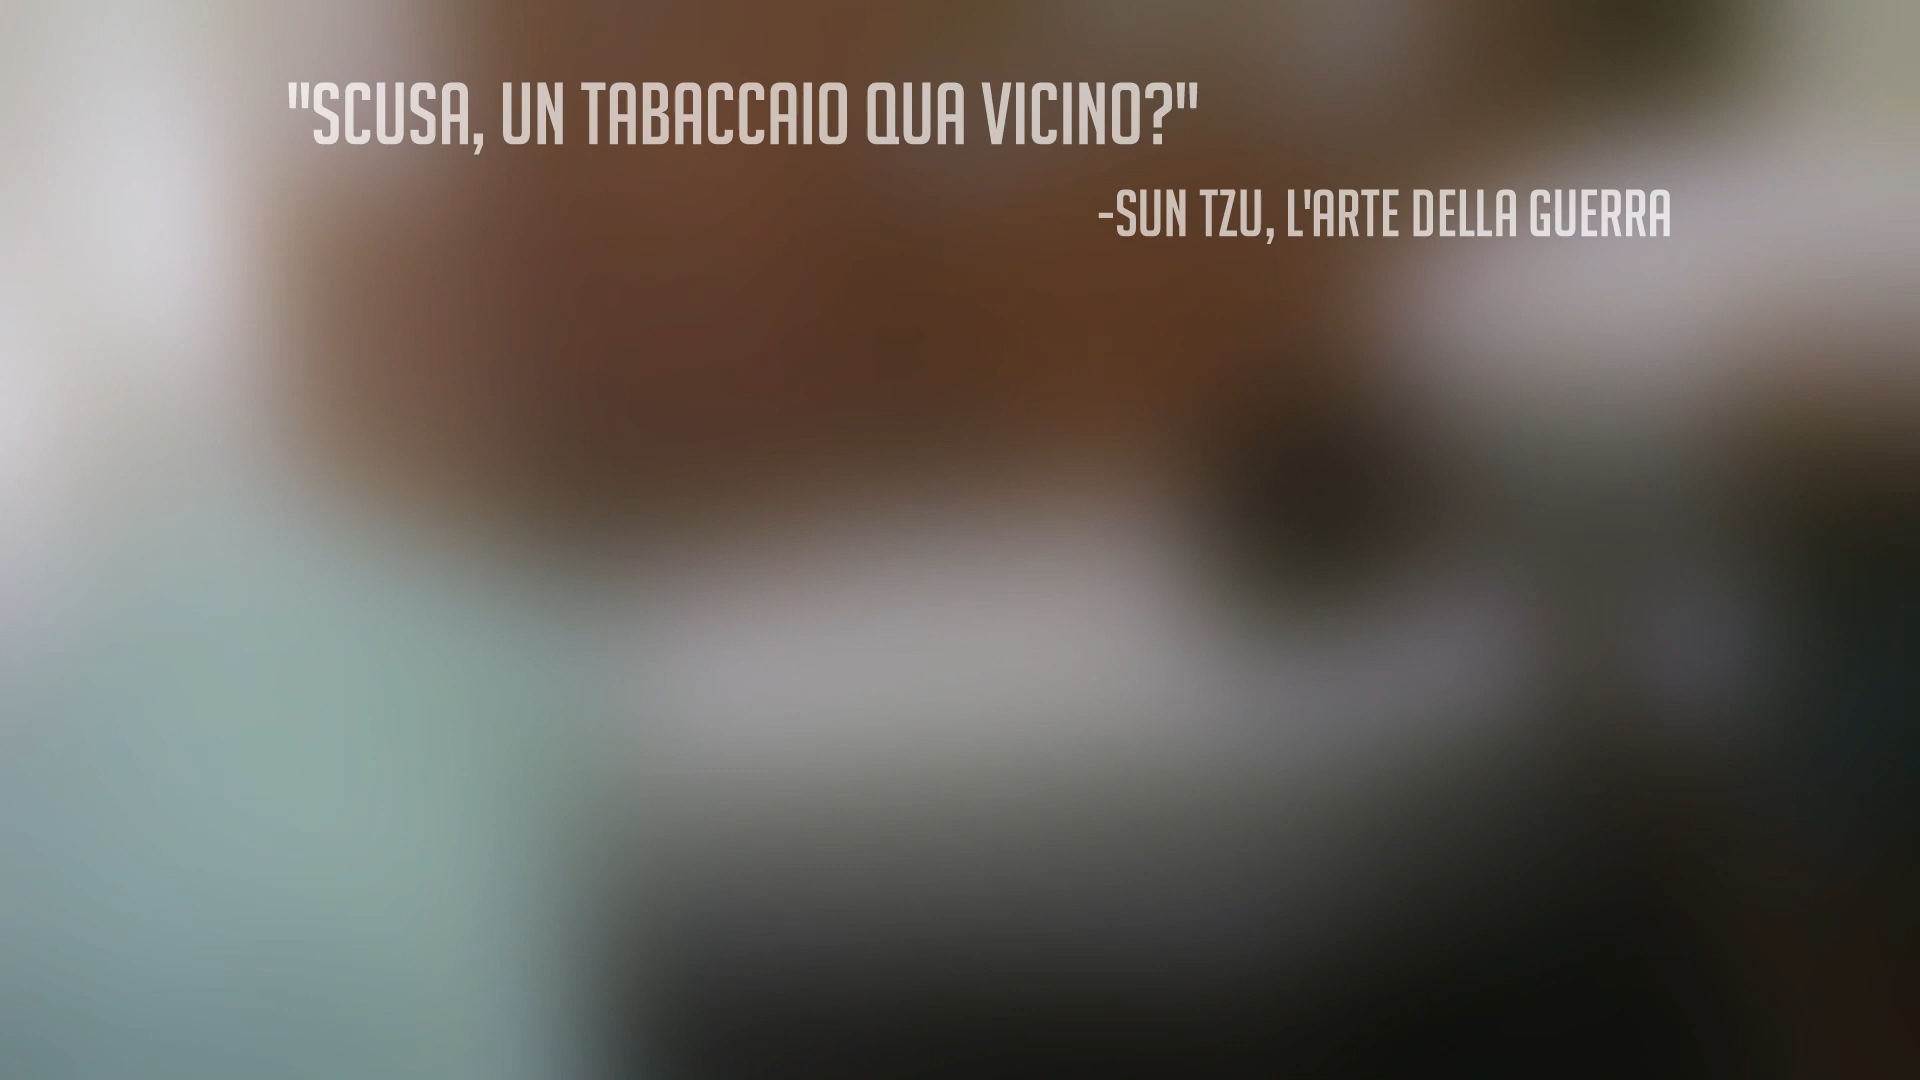 "SCUSA, UN TABACCAIO QUA VICINO?"
-SUN TZU, L'ARTE DELLA GUERRA